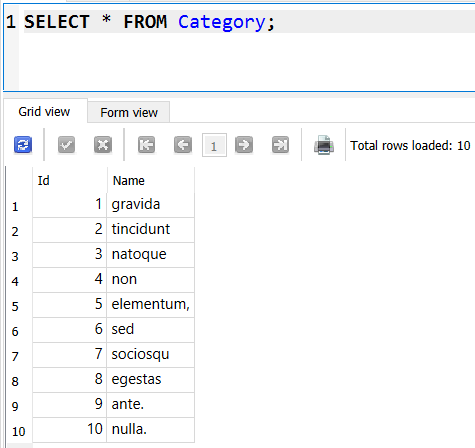 1 SELECT * FROM Category;
Grid view Form view
1 Total rows loaded: 10
Id Name
1 1 gravida
2 2 tincidunt
3 3 natoque
4 4 non
5 5 elementum,
6 6 sed
7 7 sociosqu
8 8 egestas
9 9 ante.
10 10 nulla.